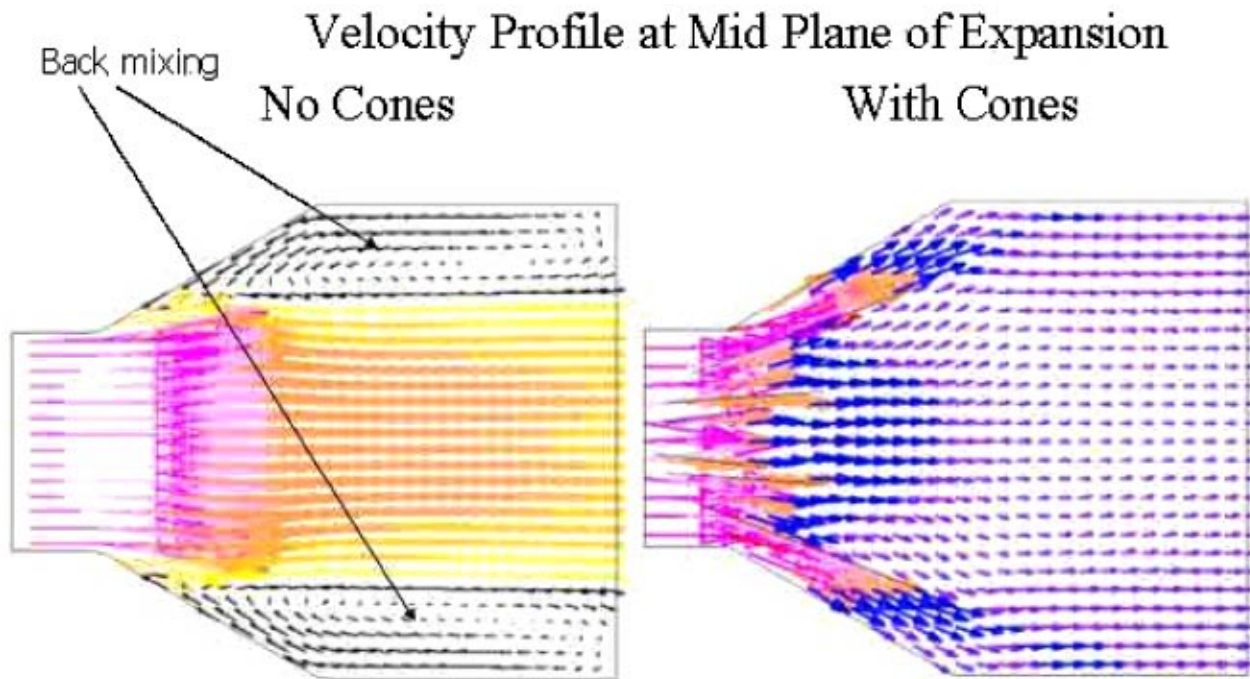 Velocity Profile at Mid Plane of Expansion
Back mixing
No Cones
With Cones